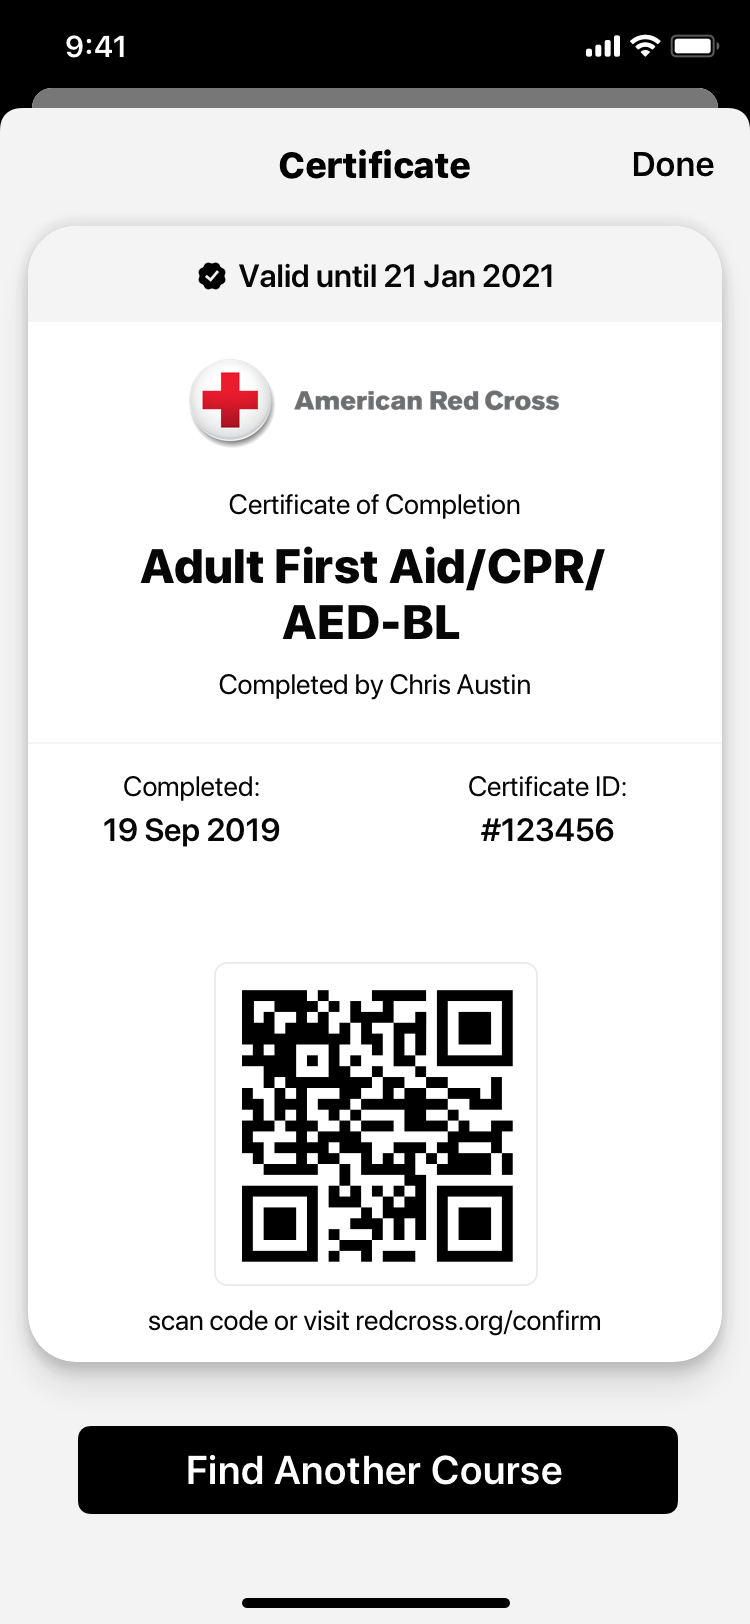 9:41
Certificate
Done
Valid until 21 Jan 2021
American Red Cross
Certificate of Completion
Adult First Aid/CPR/
AED-BL
Completed by Chris Austin
Completed:
19 Sep 2019
Certificate ID:
#123456
scan code or visit redcross.org/confirm
Find Another Course